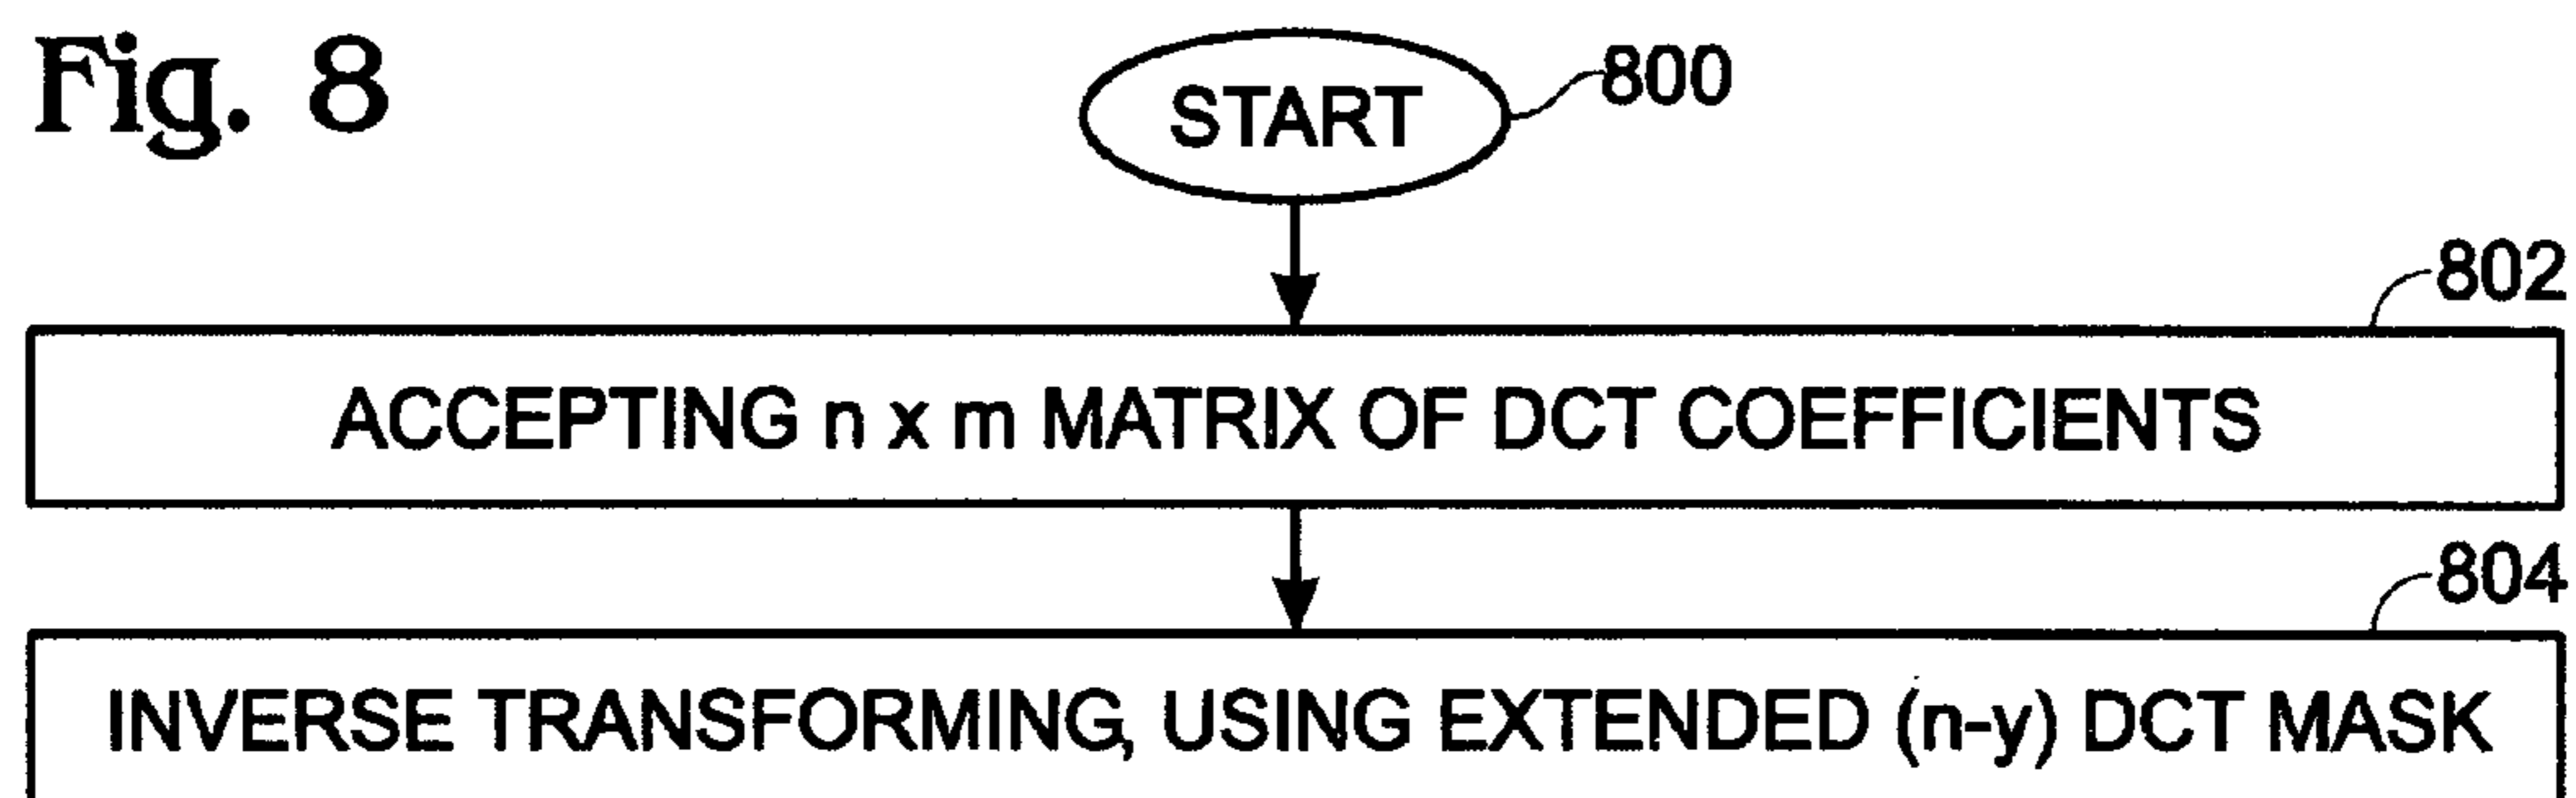 Fig. 8
START
800
802
ACCEPTING n x m MATRIX OF DCT COEFFICIENTS
804
INVERSE TRANSFORMING, USING EXTENDED (n-y) DCT MASK